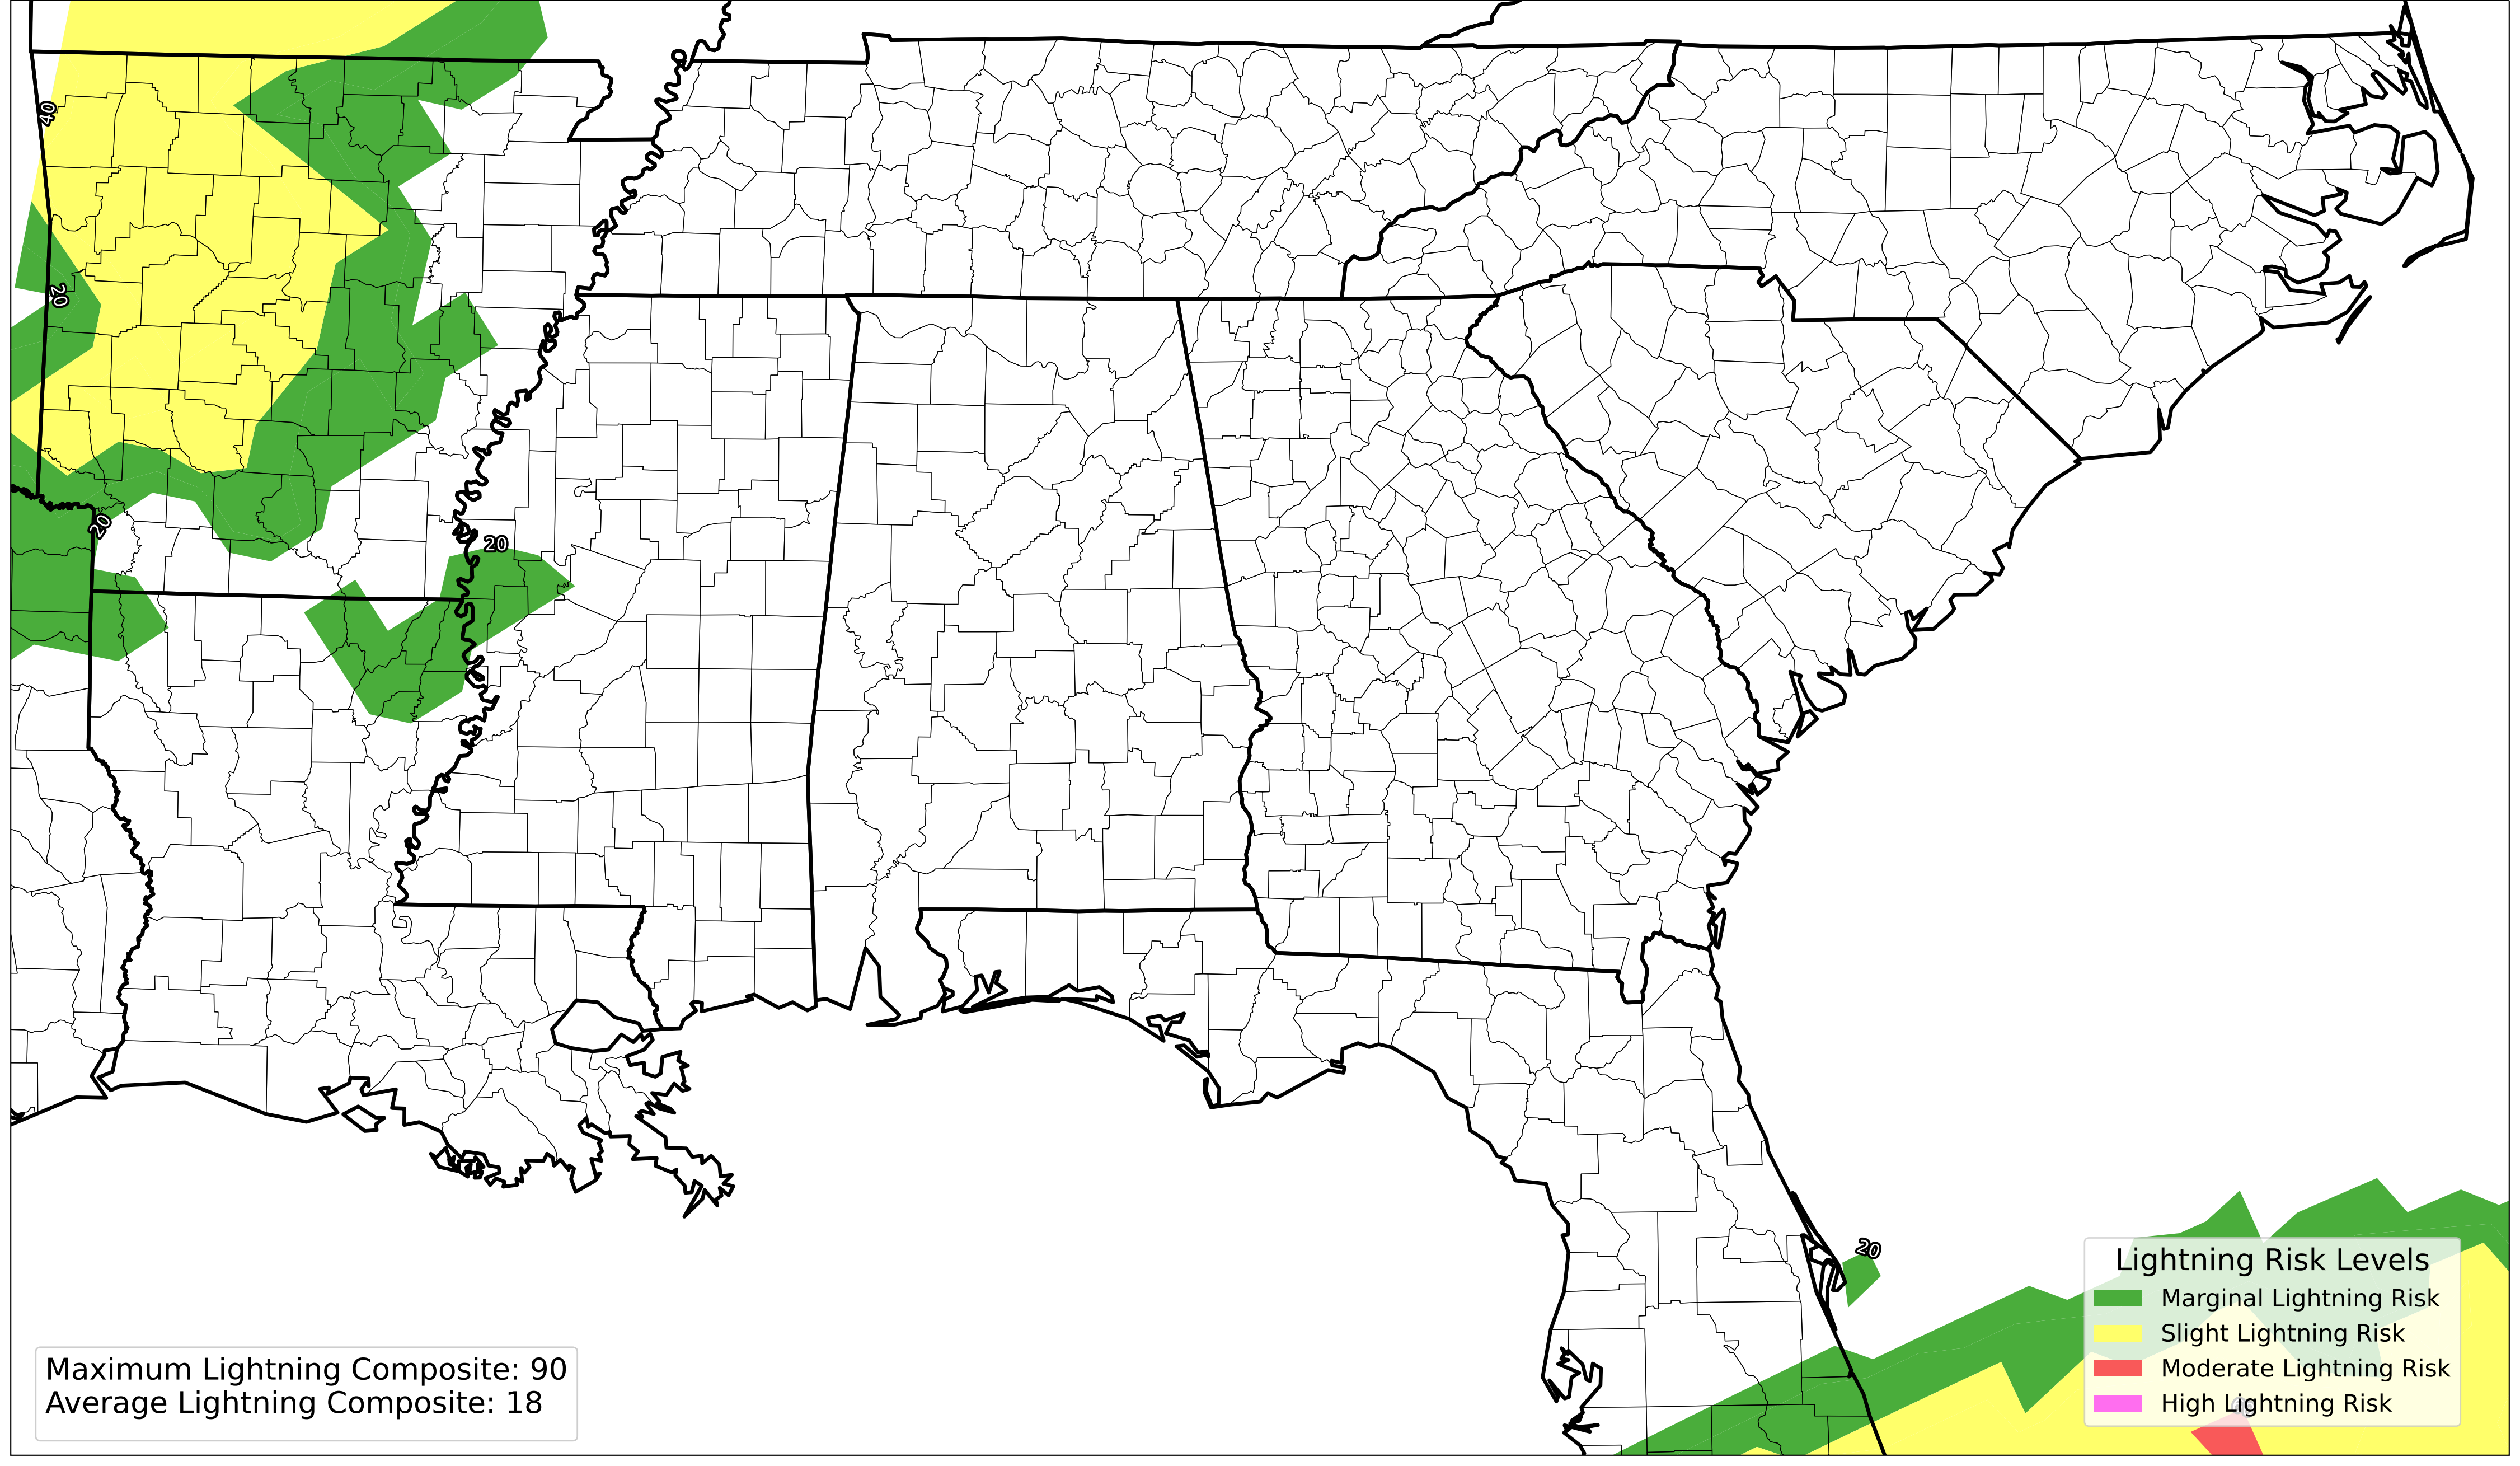 40
20
20
20
20
Lightning Risk Levels
Marginal Lightning Risk
Slight Lightning Risk
Moderate Lightning Risk
High Lightning Risk
Maximum Lightning Composite: 90
Average Lightning Composite: 18